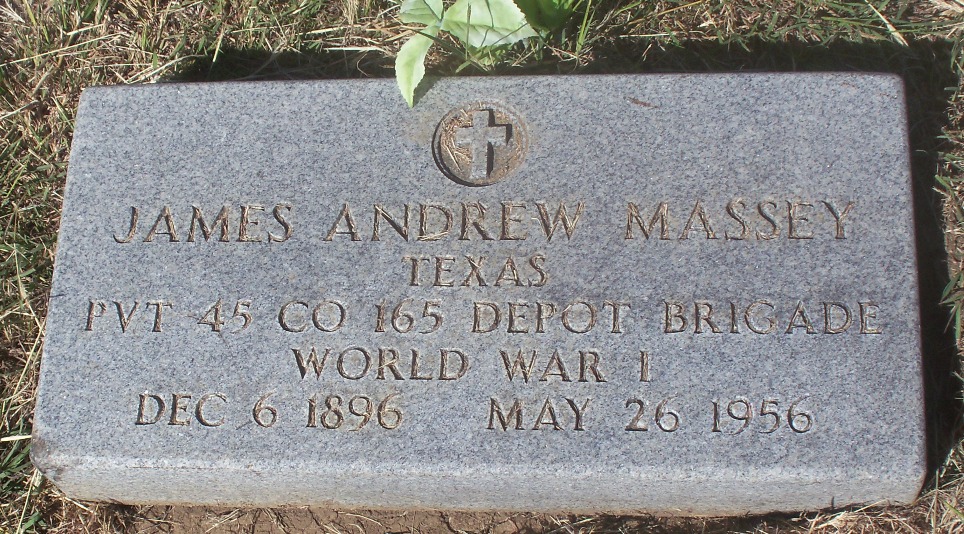 JAMES ANDREW MASSEY
TEXAS
PVT 45 CO 165 DEPOT BRIGADE
WORLD WAR I
DEC 6 1896 MAY 26 1956